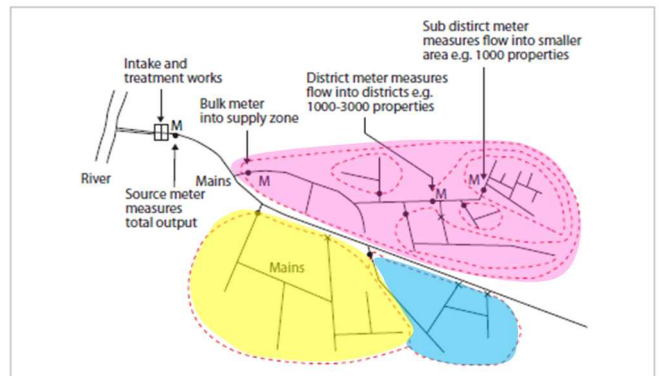 Sub distirct meter
measures flow into smaller
area e.g. 1000 properties
Intake and
treatment works
District meter measures
flow into districts e.g.
1000-3000 properties
Bulk meter
into supply zone
M
River
Mains
M
M
M
Source meter
measures
total output
Mains